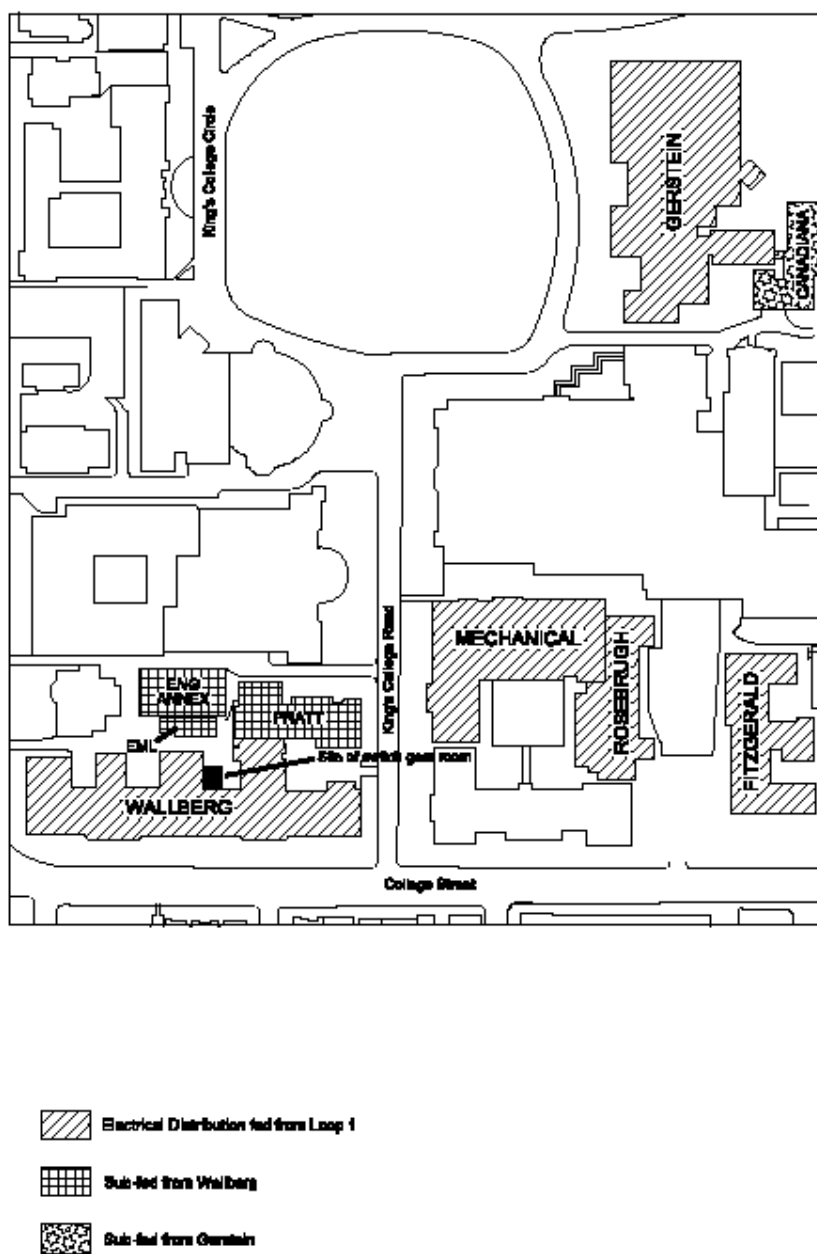 King's College Circle
GERSTEIN
CANADIANA
King's College Road
MECHANICAL
ROSEBRUGH
FITZGERALD
ENG
ANNEX
PRATT
EML
Site of switch gear room
WALLBERG
College Street
Electrical Distribution fed from Loop 1
Sub-fed from Wallberg
Sub-fed from Gerstein